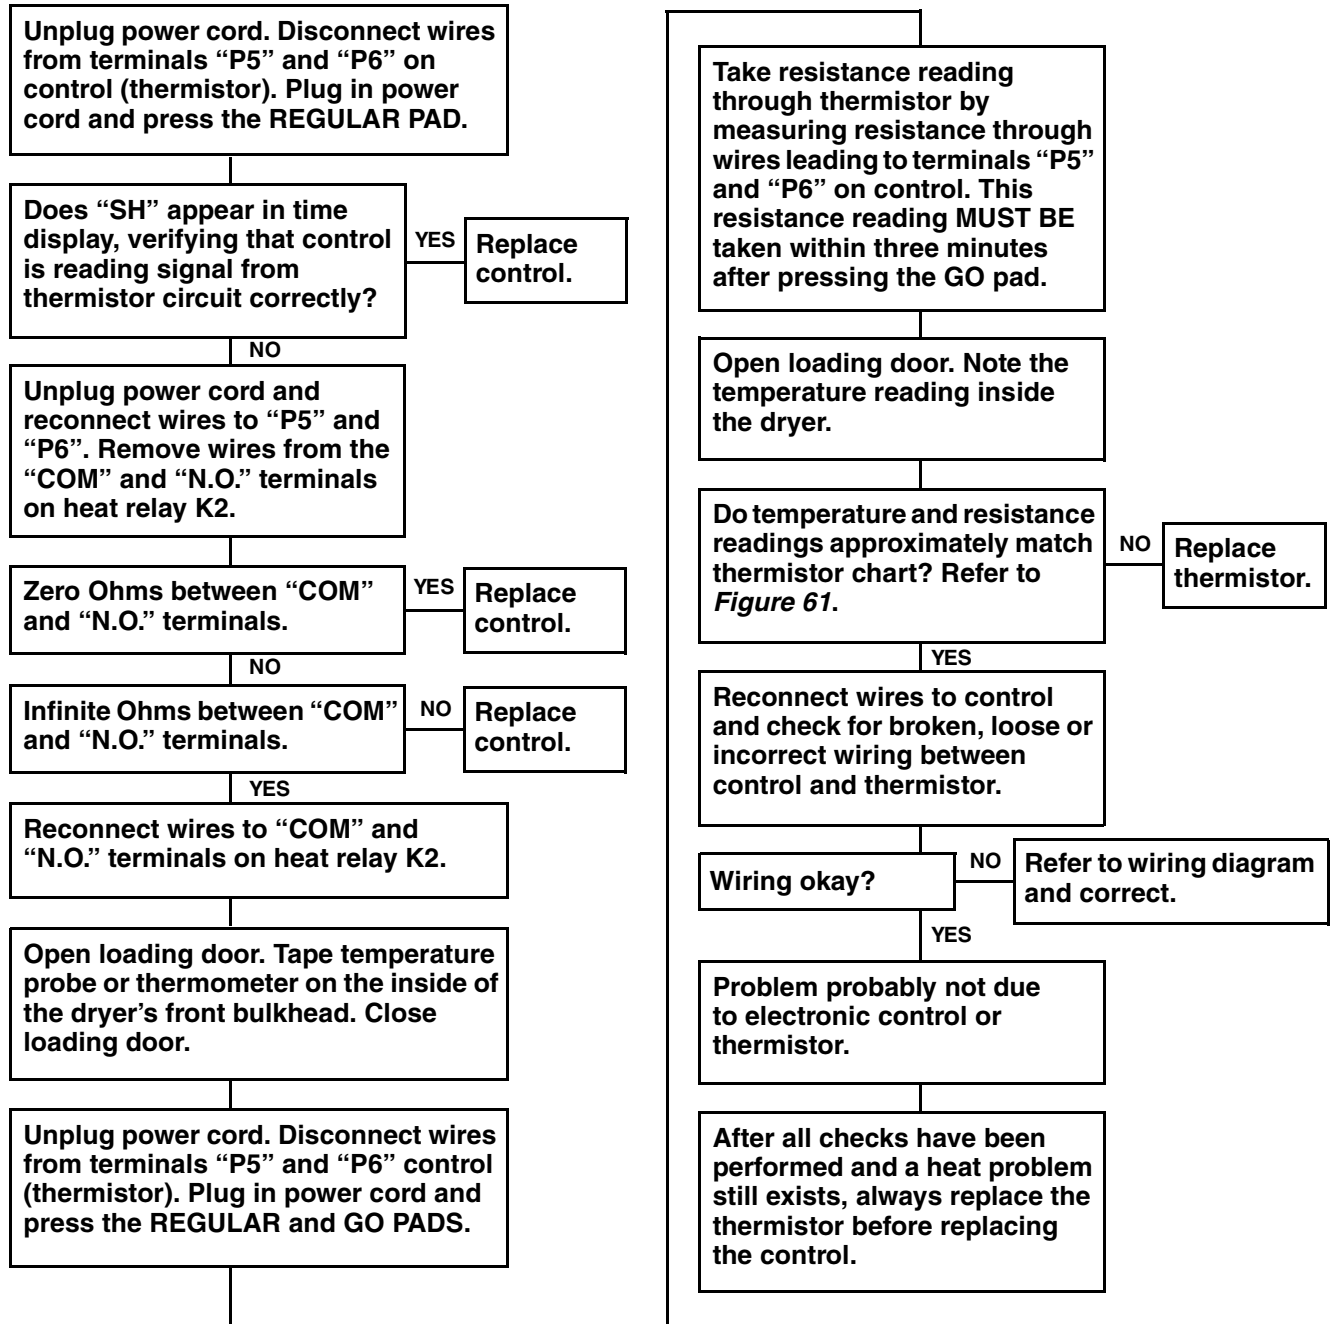 Unplug power cord. Disconnect wires
from terminals “P5” and “P6” on
control (thermistor). Plug in power
cord and press the REGULAR PAD.
Does “SH” appear in time
display, verifying that control
is reading signal from
thermistor circuit correctly?
YES
Replace
control.
NO
Unplug power cord and
reconnect wires to “P5” and
“P6”. Remove wires from the
“COM” and “N.O.” terminals
on heat relay K2.
Zero Ohms between “COM”
and “N.O.” terminals.
YES
Replace
control.
NO
Infinite Ohms between “COM”
and “N.O.” terminals.
NO
Replace
control.
YES
Reconnect wires to “COM” and
“N.O.” terminals on heat relay K2.
Open loading door. Tape temperature
probe or thermometer on the inside of
the dryer’s front bulkhead. Close
loading door.
Unplug power cord. Disconnect wires
from terminals “P5” and “P6” control
(thermistor). Plug in power cord and
press the REGULAR and GO PADS.
Take resistance reading
through thermistor by
measuring resistance through
wires leading to terminals “P5”
and “P6” on control. This
resistance reading MUST BE
taken within three minutes
after pressing the GO pad.
Open loading door. Note the
temperature reading inside
the dryer.
Do temperature and resistance
readings approximately match
thermistor chart? Refer to
Figure 61.
NO
Replace
thermistor.
YES
Reconnect wires to control
and check for broken, loose or
incorrect wiring between
control and thermistor.
Wiring okay?
NO
Refer to wiring diagram
and correct.
YES
Problem probably not due
to electronic control or
thermistor.
After all checks have been
performed and a heat problem
still exists, always replace the
thermistor before replacing
the control.